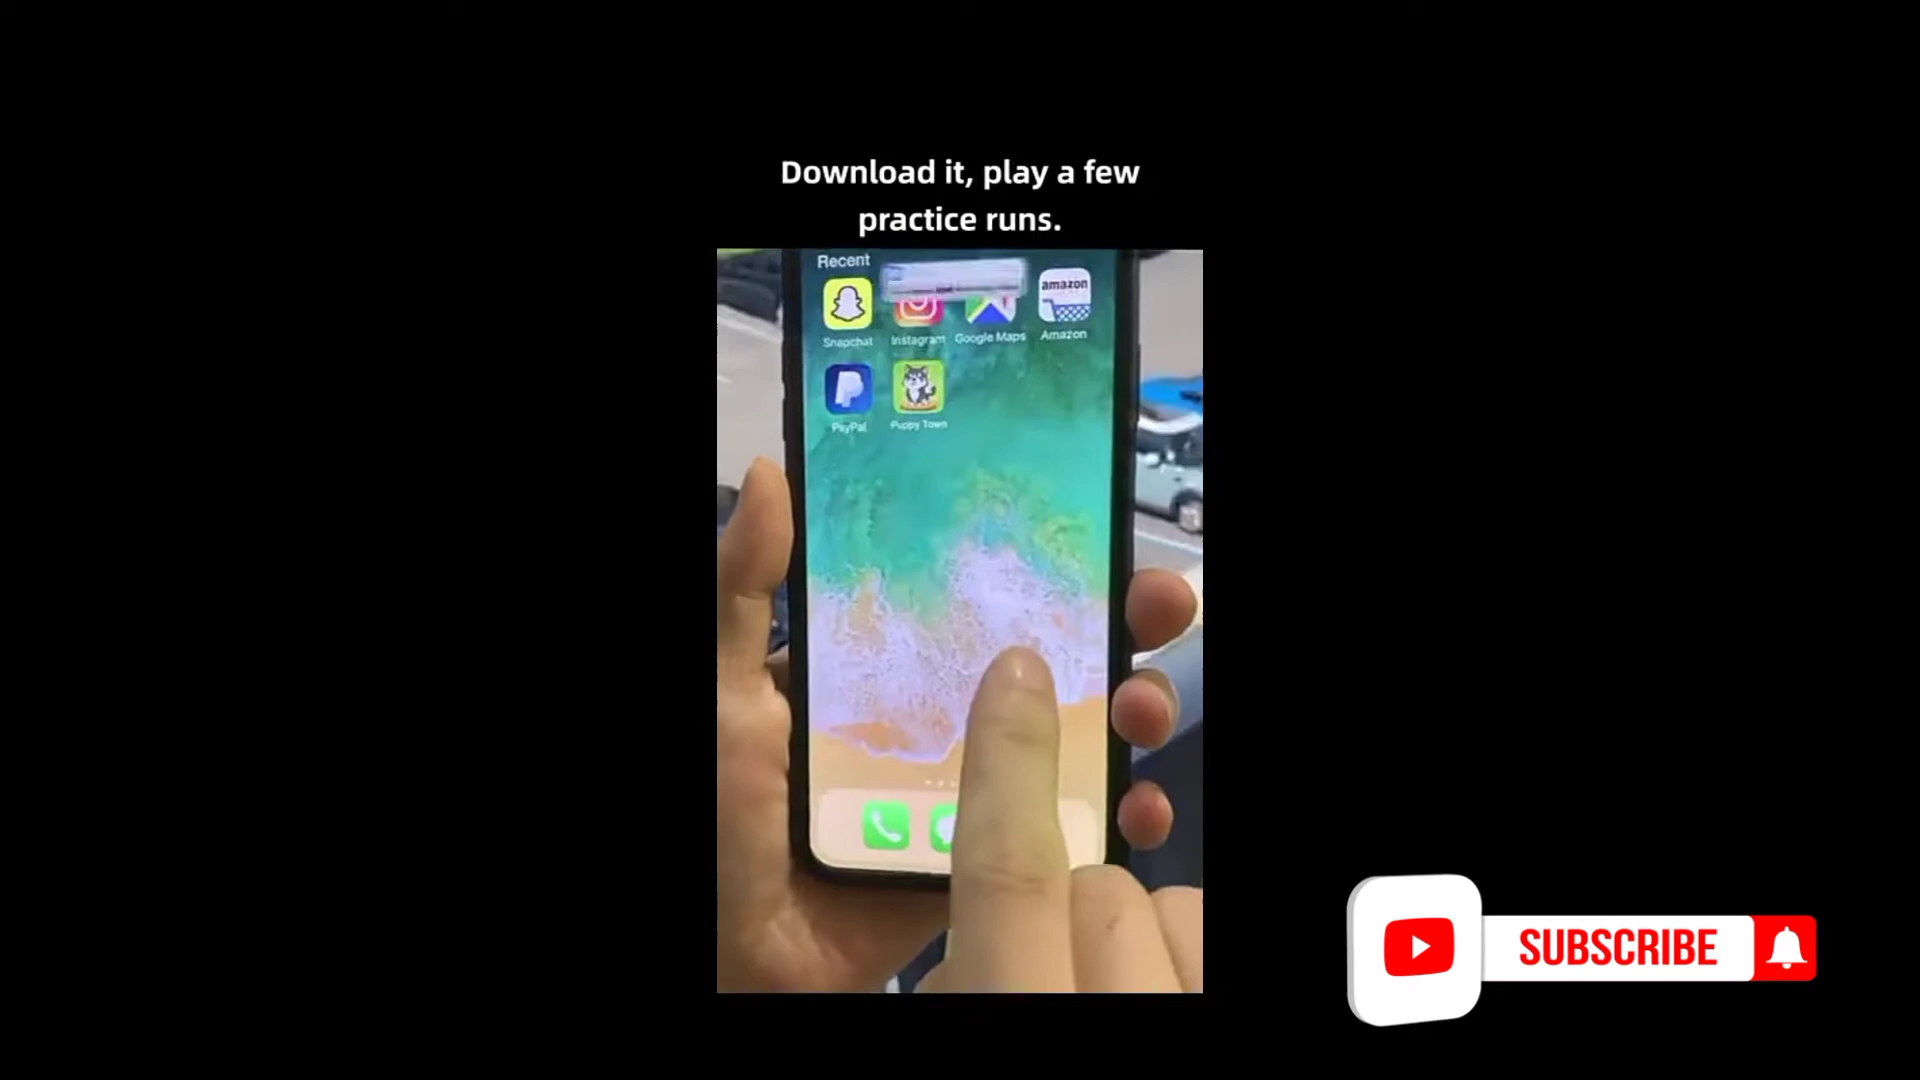 Download it, play a few
practice runs.
Recent
amazon
Snapchat
Instagram
Google Maps
Amazon
PayPal
Puppy Town
SUBSCRIBE